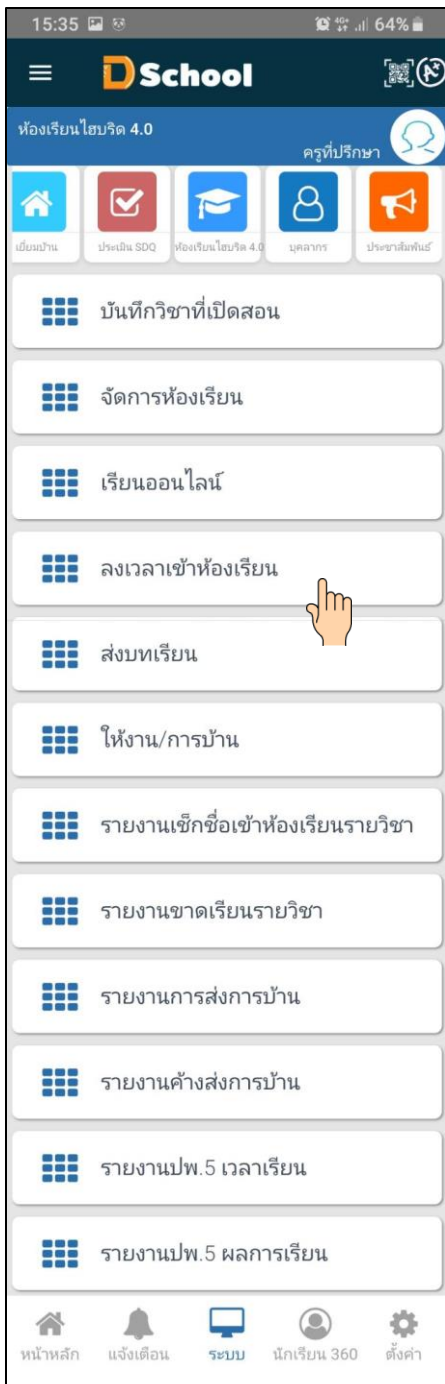 15:35
64%
DSchool
ห้องเรียนไฮบริด 4.0
ครูที่ปรึกษา
เยี่ยมบ้าน
ประเมิน SDQ
ห้องเรียนไฮบริด 4.0
บุคลากร
ประชาสัมพันธ์
บันทึกวิชาที่เปิดสอน
จัดการห้องเรียน
เรียนออนไลน์
ลงเวลาเข้าห้องเรียน
ส่งบทเรียน
ให้งาน/การบ้าน
รายงานเช็กชื่อเข้าห้องเรียนรายวิชา
รายงานขาดเรียนรายวิชา
รายงานการส่งการบ้าน
รายงานค้างส่งการบ้าน
รายงานปพ.5 เวลาเรียน
รายงานปพ.5 ผลการเรียน
หน้าหลัก
แจ้งเตือน
ระบบ
นักเรียน 360
ตั้งค่า